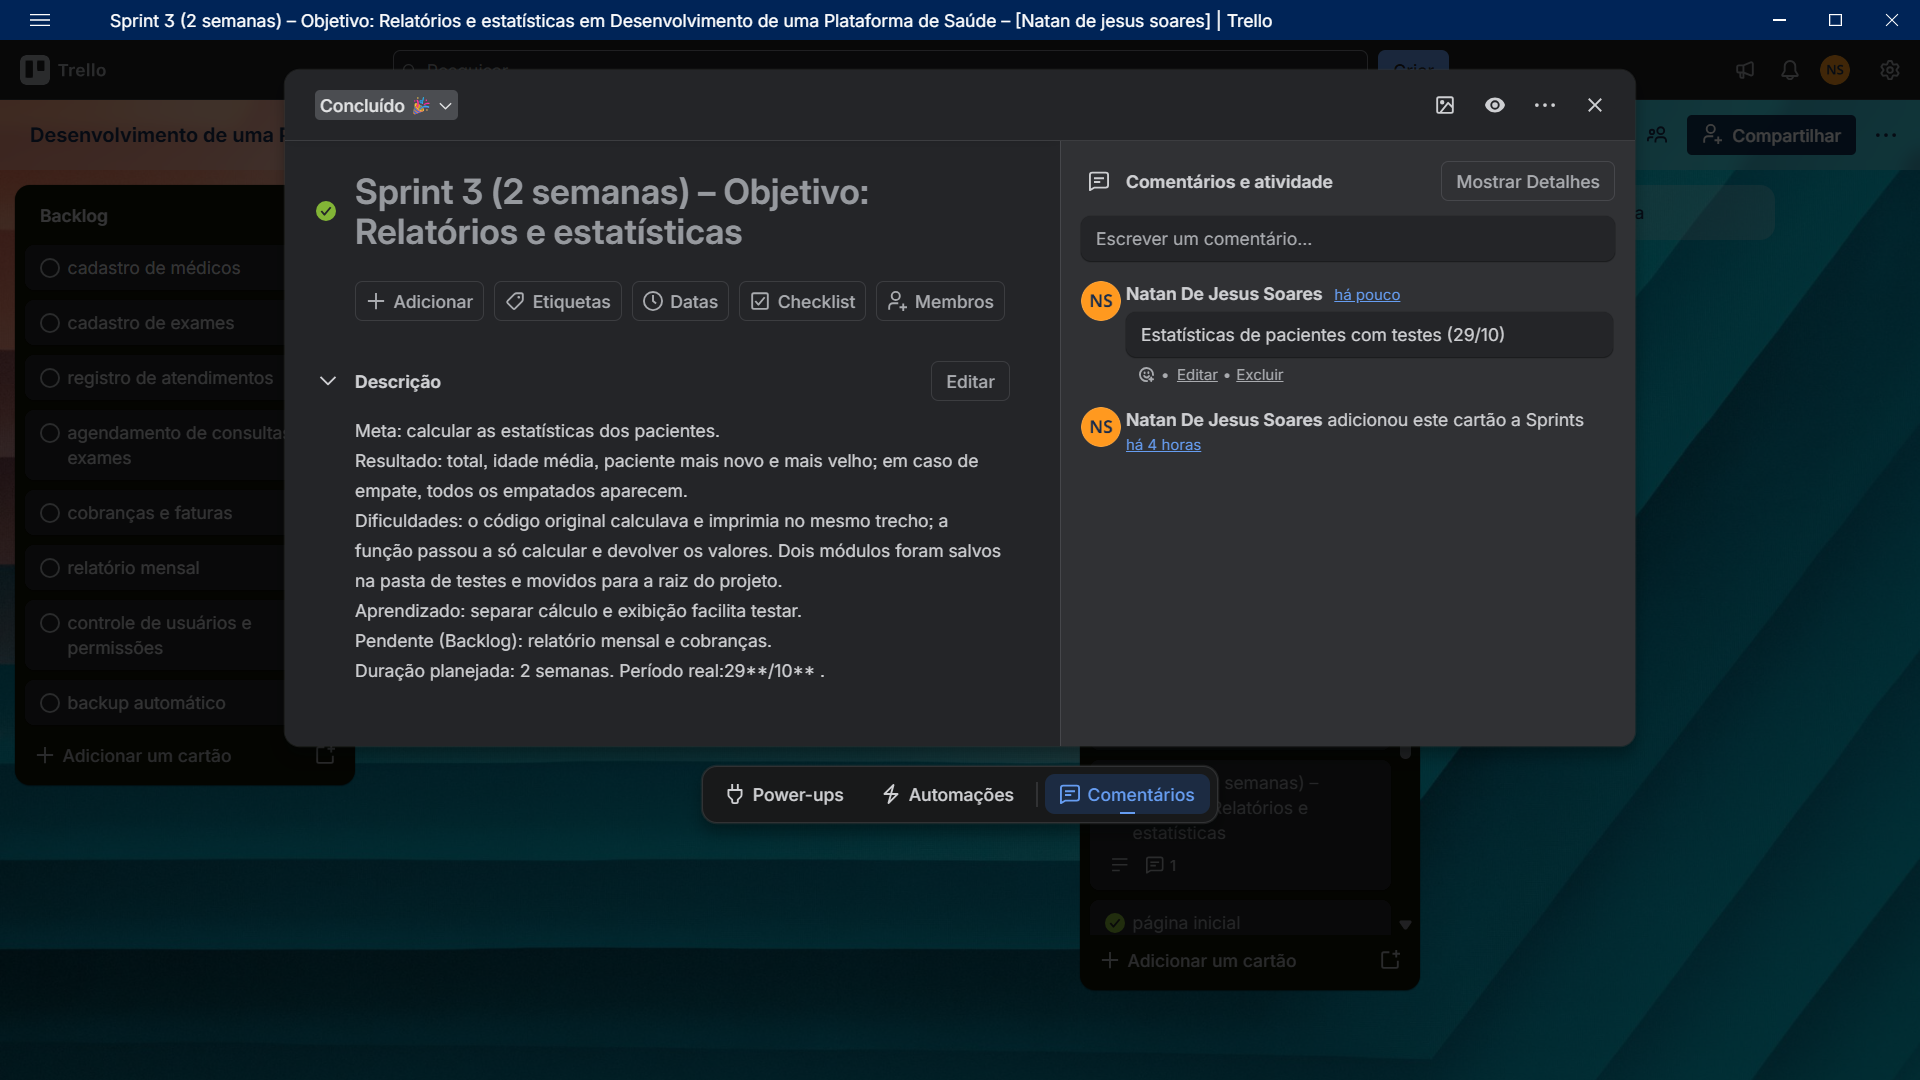 Sprint 3 (2 semanas) – Objetivo: Relatórios e estatísticas em Desenvolvimento de uma Plataforma de Saúde – [Natan de jesus soares] | Trello
Trello
NS
Desenvolvimento de uma
Compartilhar
Concluído 🎉
Sprint 3 (2 semanas) – Objetivo:
Relatórios e estatísticas
Adicionar
Etiquetas
Datas
Checklist
Membros
Descrição
Editar
Meta: calcular as estatísticas dos pacientes.
Resultado: total, idade média, paciente mais novo e mais velho; em caso de
empate, todos os empatados aparecem.
Dificuldades: o código original calculava e imprimia no mesmo trecho; a
função passou a só calcular e devolver os valores. Dois módulos foram salvos
na pasta de testes e movidos para a raiz do projeto.
Aprendizado: separar cálculo e exibição facilita testar.
Pendente (Backlog): relatório mensal e cobranças.
Duração planejada: 2 semanas. Período real:29**/10** .
Comentários e atividade
Mostrar Detalhes
Escrever um comentário...
NS
Natan De Jesus Soares há pouco
Estatísticas de pacientes com testes (29/10)
• Editar • Excluir
NS
Natan De Jesus Soares adicionou este cartão a Sprints
há 4 horas
Backlog
cadastro de médicos
cadastro de exames
registro de atendimentos
agendamento de consultas
exames
cobranças e faturas
relatório mensal
controle de usuários e
permissões
backup automático
Adicionar um cartão
Power-ups
Automações
Comentários
semanas) –
Relatórios e
estatísticas
1
página inicial
Adicionar um cartão